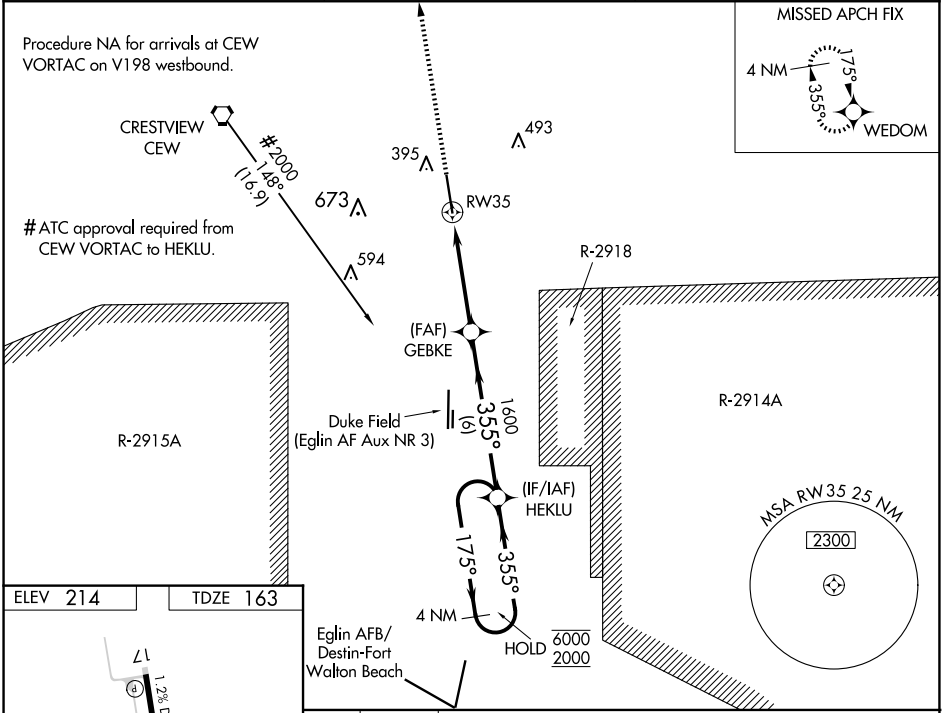 Procedure NA for arrivals at CEW
VORTAC on V198 westbound.
MISSED APCH FIX
4 NM
175°
355°
WEDOM
CRESTVIEW
CEW
#2000
148°
(16.9)
395
493
673
594
RW35
#ATC approval required from
CEW VORTAC to HEKLU.
R-2918
(FAF)
GEBKE
R-2915A
Duke Field
(Eglin AF Aux NR 3)
1600
355°
(6)
R-2914A
(IF/IAF)
HEKLU
MSA RW35 25 NM
2300
175°
355°
4 NM
HOLD
6000
2000
Eglin AFB/
Destin-Fort
Walton Beach
ELEV 214
TDZE 163
17
P
1.2%